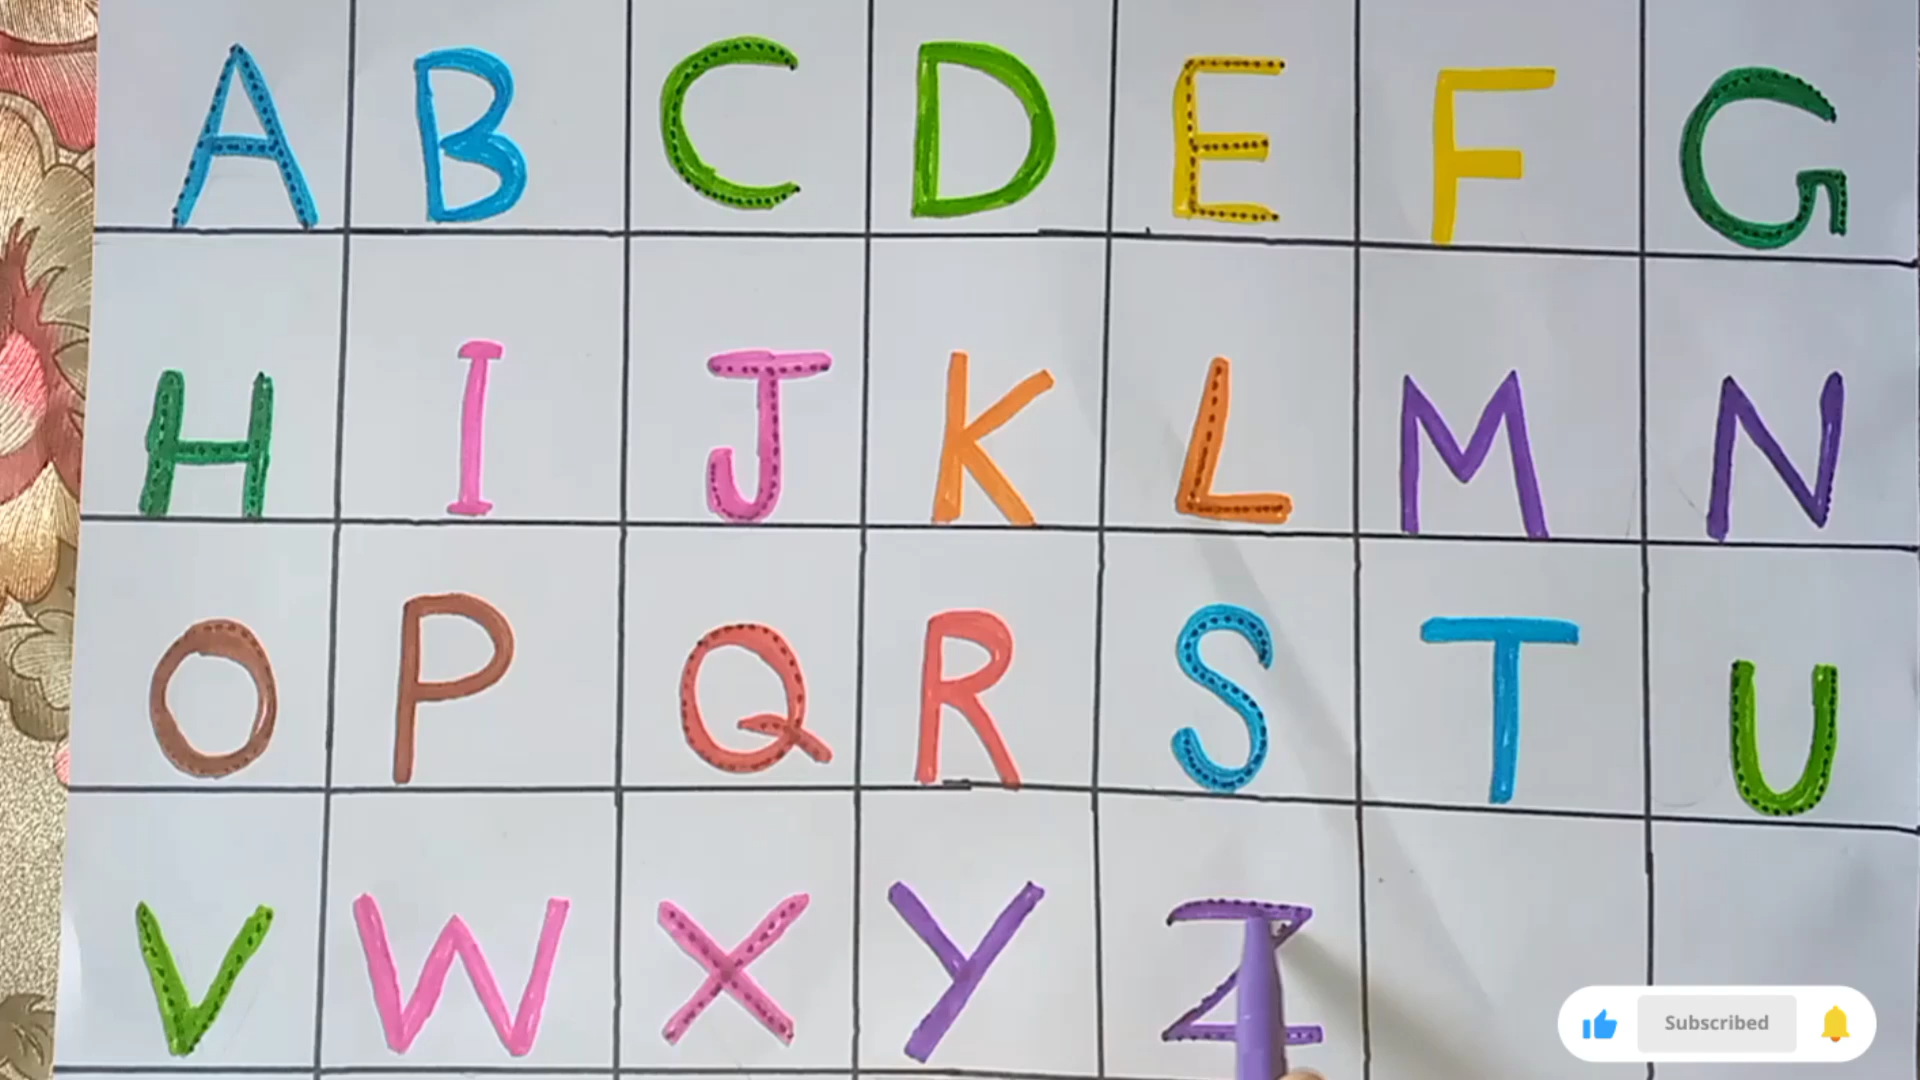 A B C D E F G
H I J K L M N
O P Q R S T U
V W X Y Z
Subscribed